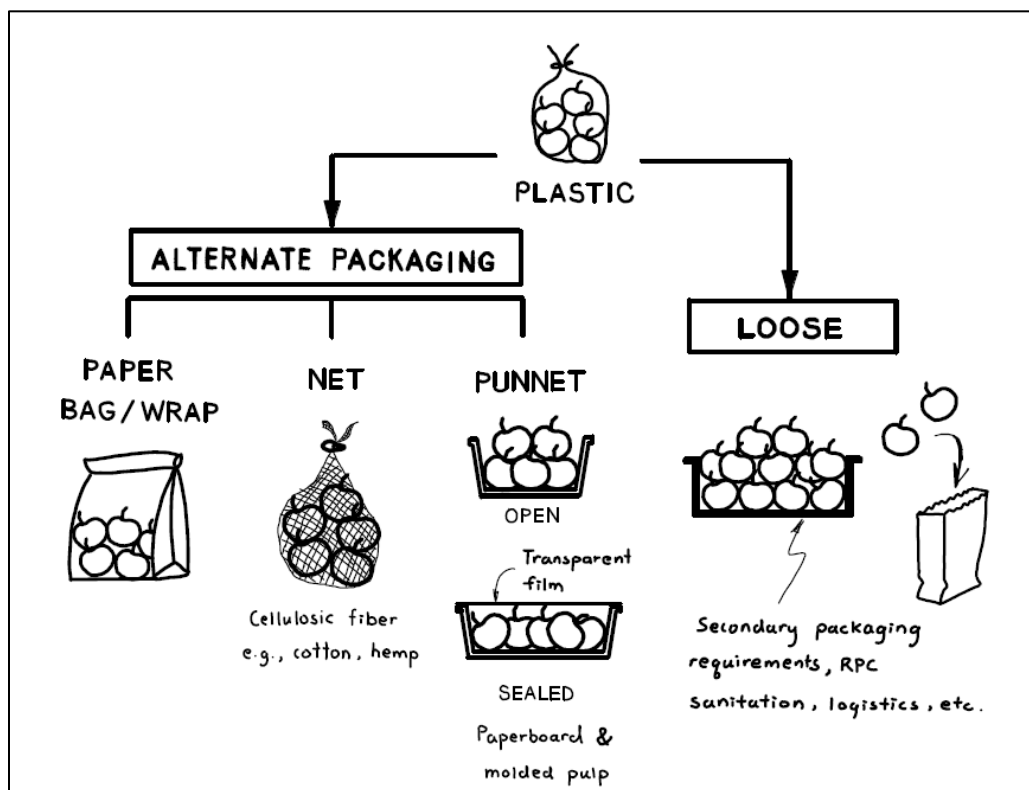 PLASTIC
ALTERNATE PACKAGING
LOOSE
PAPER
BAG/WRAP
NET
PUNNET
OPEN
Transparent
film
Cellulosic fiber
e.g., cotton, hemp
SEALED
Paperboard &
molded pulp
Secondary packaging
requirements, RPC
sanitation, logistics, etc.